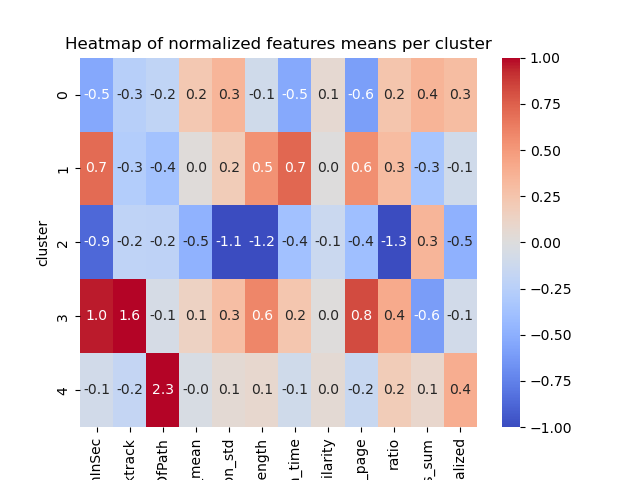 Heatmap of normalized features means per cluster
cluster
0 -0.5 -0.3 -0.2 0.2 0.3 -0.1 -0.5 0.1 -0.6 0.2 0.4 0.3
1 0.7 -0.3 -0.4 0.0 0.2 0.5 0.7 0.0 0.6 0.3 -0.3 -0.1
2 -0.9 -0.2 -0.2 -0.5 -1.1 -1.2 -0.4 -0.1 -0.4 -1.3 0.3 -0.5
3 1.0 1.6 -0.1 0.1 0.3 0.6 0.2 0.0 0.8 0.4 -0.6 -0.1
4 -0.1 -0.2 2.3 -0.0 0.1 0.1 -0.1 0.0 -0.2 0.2 0.1 0.4
nInSec
xtrack
ofPath
_mean
on_std
ength
_time
ilarity
_page
ratio
s_sum
alized
1.00
0.75
0.50
0.25
0.00
−0.25
−0.50
−0.75
−1.00